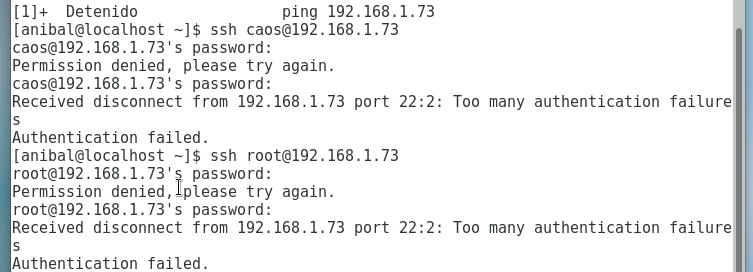 [1]+  Detenido                ping 192.168.1.73
[anibal@localhost ~]$ ssh caos@192.168.1.73
caos@192.168.1.73's password:
Permission denied, please try again.
caos@192.168.1.73's password:
Received disconnect from 192.168.1.73 port 22:2: Too many authentication failure
s
Authentication failed.
[anibal@localhost ~]$ ssh root@192.168.1.73
root@192.168.1.73's password:
Permission denied, please try again.
root@192.168.1.73's password:
Received disconnect from 192.168.1.73 port 22:2: Too many authentication failure
s
Authentication failed.